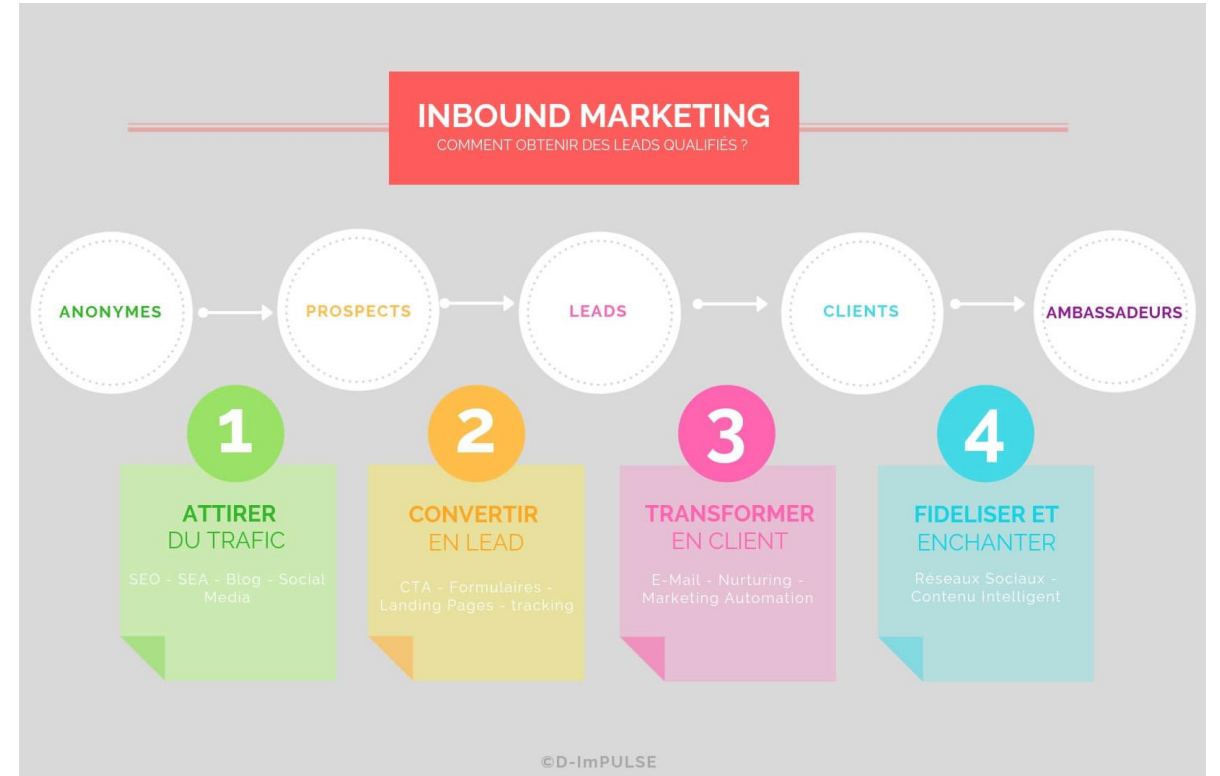 INBOUND MARKETING
COMMENT OBTENIR DES LEADS QUALIFIÉS ?
ANONYMES
PROSPECTS
LEADS
CLIENTS
AMBASSADEURS
1
ATTIRER
DU TRAFIC
SEO - SEA - Blog - Social
Media
2
CONVERTIR
EN LEAD
CTA - Formulaires -
Landing Pages - tracking
3
TRANSFORMER
EN CLIENT
E-Mail - Nurturing -
Marketing Automation
4
FIDELISER ET
ENCHANTER
Réseaux Sociaux -
Contenu Intelligent
©D-ImPULSE